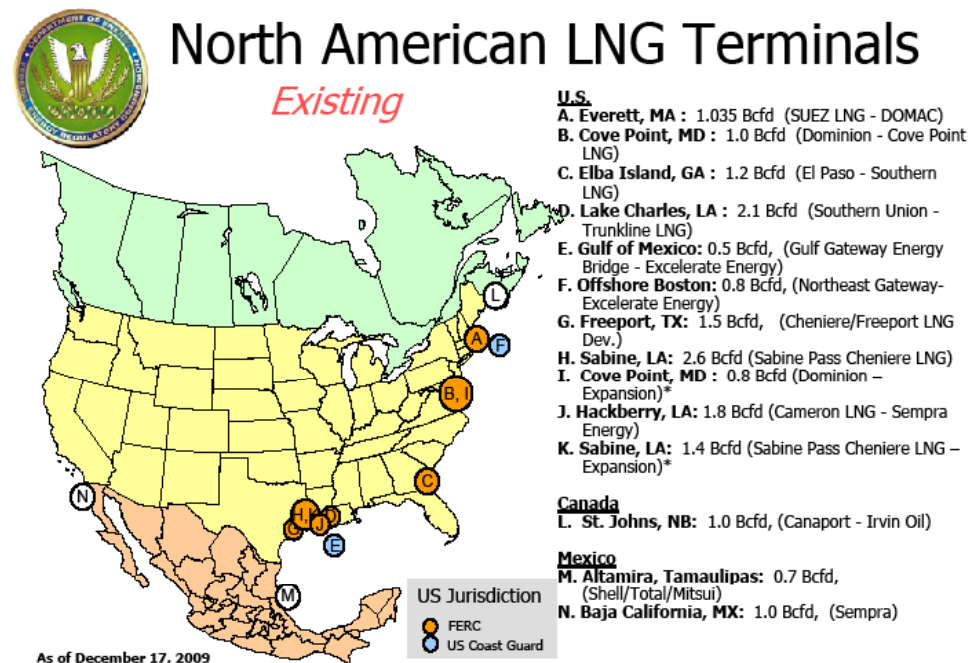 North American LNG Terminals
Existing
DEPARTMENT OF ENERGY
FEDERAL ENERGY REGULATORY COMMISSION
U.S.
A. Everett, MA : 1.035 Bcfd (SUEZ LNG - DOMAC)
B. Cove Point, MD : 1.0 Bcfd (Dominion - Cove Point
LNG)
C. Elba Island, GA : 1.2 Bcfd (El Paso - Southern
LNG)
D. Lake Charles, LA : 2.1 Bcfd (Southern Union -
Trunkline LNG)
E. Gulf of Mexico: 0.5 Bcfd, (Gulf Gateway Energy
Bridge - Excelerate Energy)
F. Offshore Boston: 0.8 Bcfd, (Northeast Gateway-
Excelerate Energy)
G. Freeport, TX: 1.5 Bcfd, (Cheniere/Freeport LNG
Dev.)
H. Sabine, LA: 2.6 Bcfd (Sabine Pass Cheniere LNG)
I. Cove Point, MD : 0.8 Bcfd (Dominion –
Expansion)*
J. Hackberry, LA: 1.8 Bcfd (Cameron LNG - Sempra
Energy)
K. Sabine, LA: 1.4 Bcfd (Sabine Pass Cheniere LNG –
Expansion)*
Canada
L. St. Johns, NB: 1.0 Bcfd, (Canaport - Irvin Oil)
Mexico
M. Altamira, Tamaulipas: 0.7 Bcfd,
(Shell/Total/Mitsui)
N. Baja California, MX: 1.0 Bcfd, (Sempra)
L
A
F
B, I
C
N
H,
D
J
G
E
M
A
US Jurisdiction
FERC
US Coast Guard
As of December 17, 2009